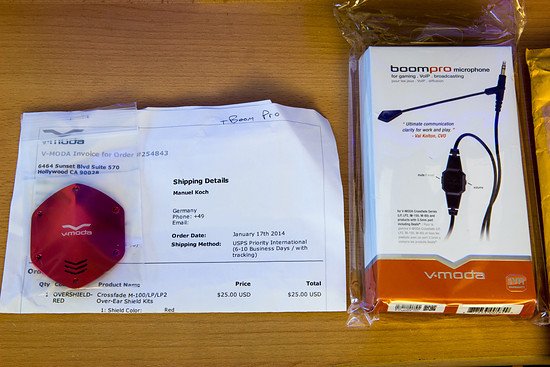 + Boom Pro
v-moda
V-MODA Invoice for Order #254843
6464 Sunset Blvd Suite 570
Hollywood CA 90028
Shipping Details
Manuel Koch
Germany
Phone: +49
Email:
Order Date: January 17th 2014
Shipping Method: USPS Priority International
(6-10 Business Days / with
tracking)
v-moda
Qty Product Name Price Total
1 OVERSHIELD-RED Crossfade M-100/LP/LP2 Over-Ear Shield Kits $25.00 USD $25.00 USD
1: Shield Color: Red
boompro microphone
for gaming · VoIP · broadcasting
" Ultimate communication
clarity for work and play. "
- Val Kolton, CVO
v-moda